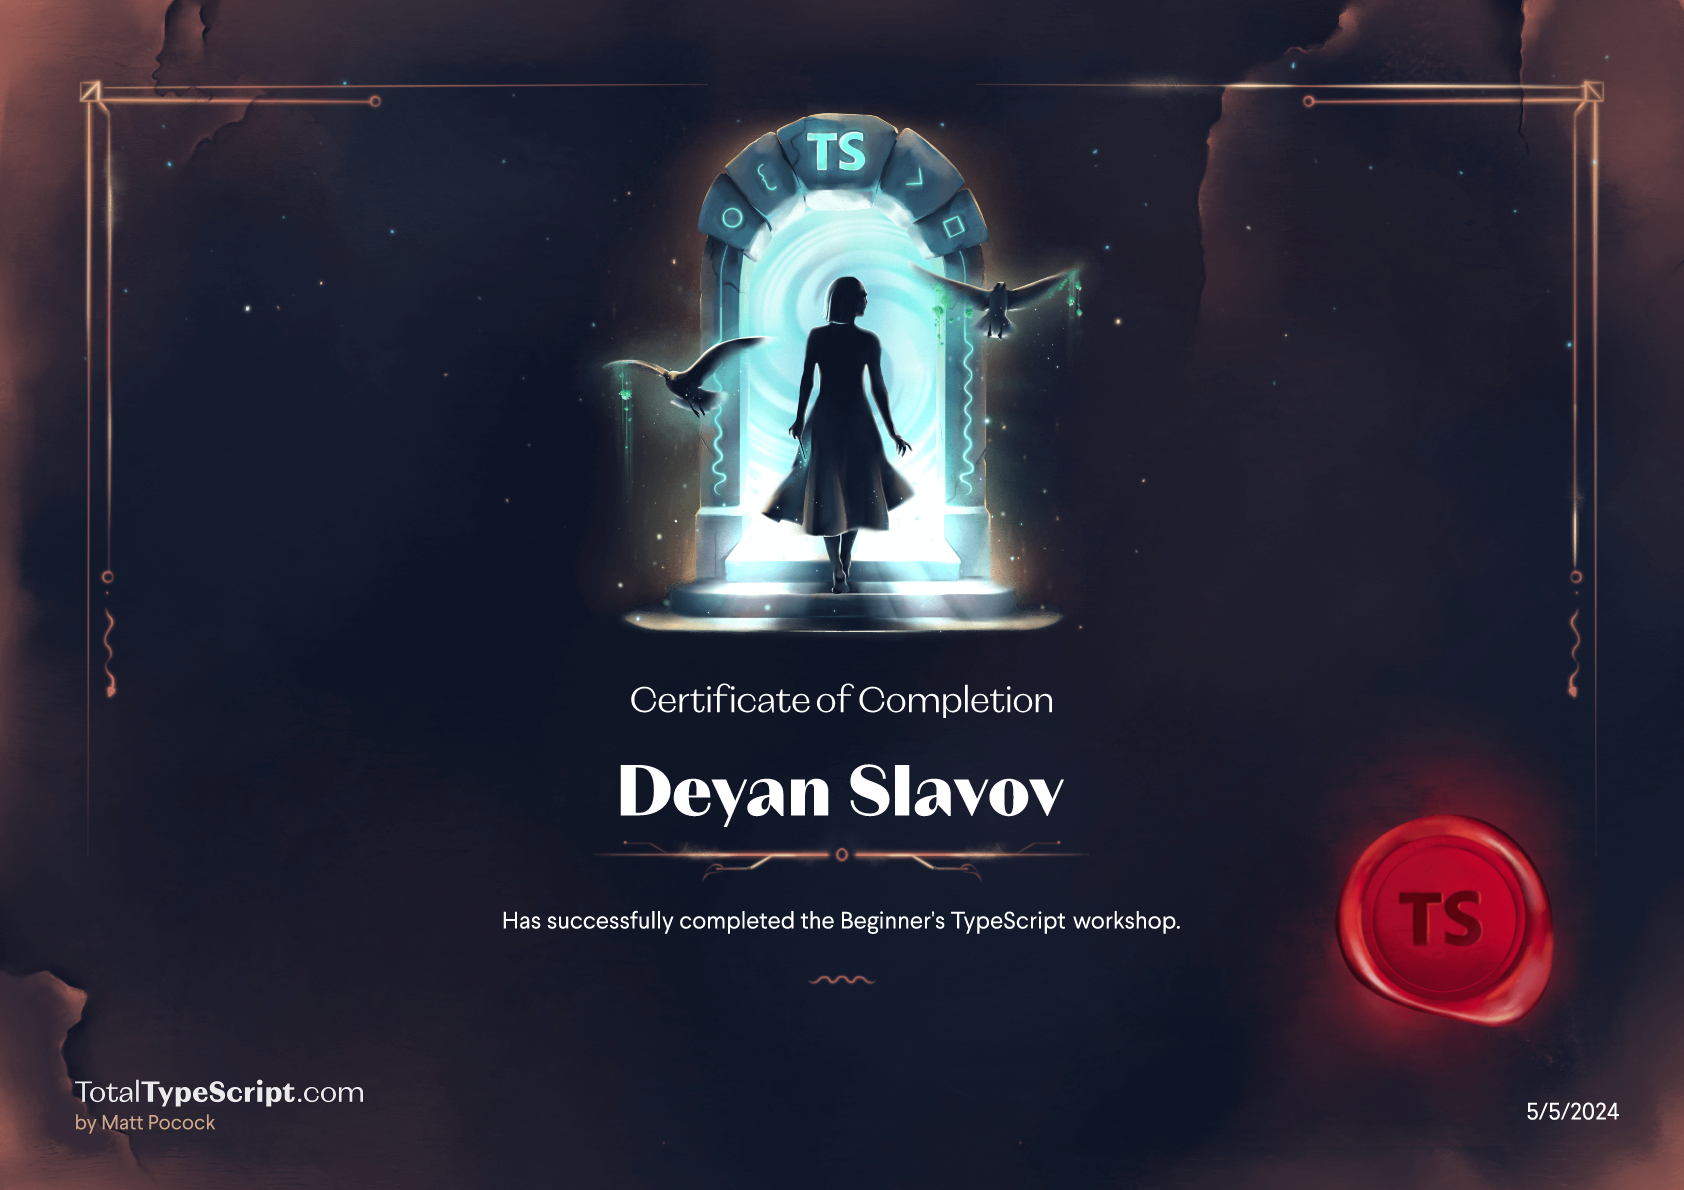 TS
Certificate of Completion
Deyan Slavov
Has successfully completed the Beginner's TypeScript workshop.
TS
TotalTypeScript.com
by Matt Pocock
5/5/2024